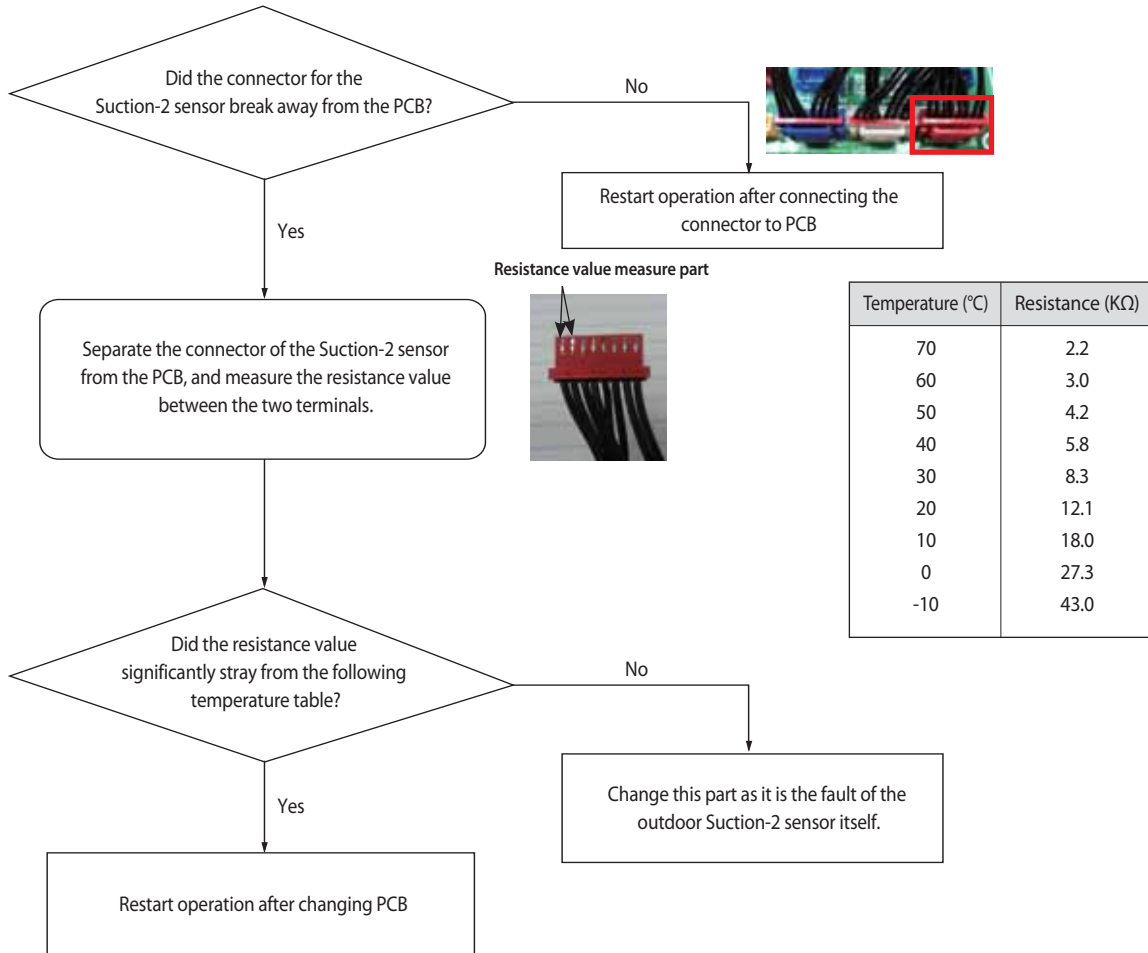 Did the connector for the
Suction-2 sensor break away from the PCB?
No
Restart operation after connecting the
connector to PCB
Yes
Resistance value measure part
Separate the connector of the Suction-2 sensor
from the PCB, and measure the resistance value
between the two terminals.
Temperature (℃) Resistance (KΩ)
70 2.2
60 3.0
50 4.2
40 5.8
30 8.3
20 12.1
10 18.0
0 27.3
-10 43.0
Did the resistance value
significantly stray from the following
temperature table?
No
Change this part as it is the fault of the
outdoor Suction-2 sensor itself.
Yes
Restart operation after changing PCB